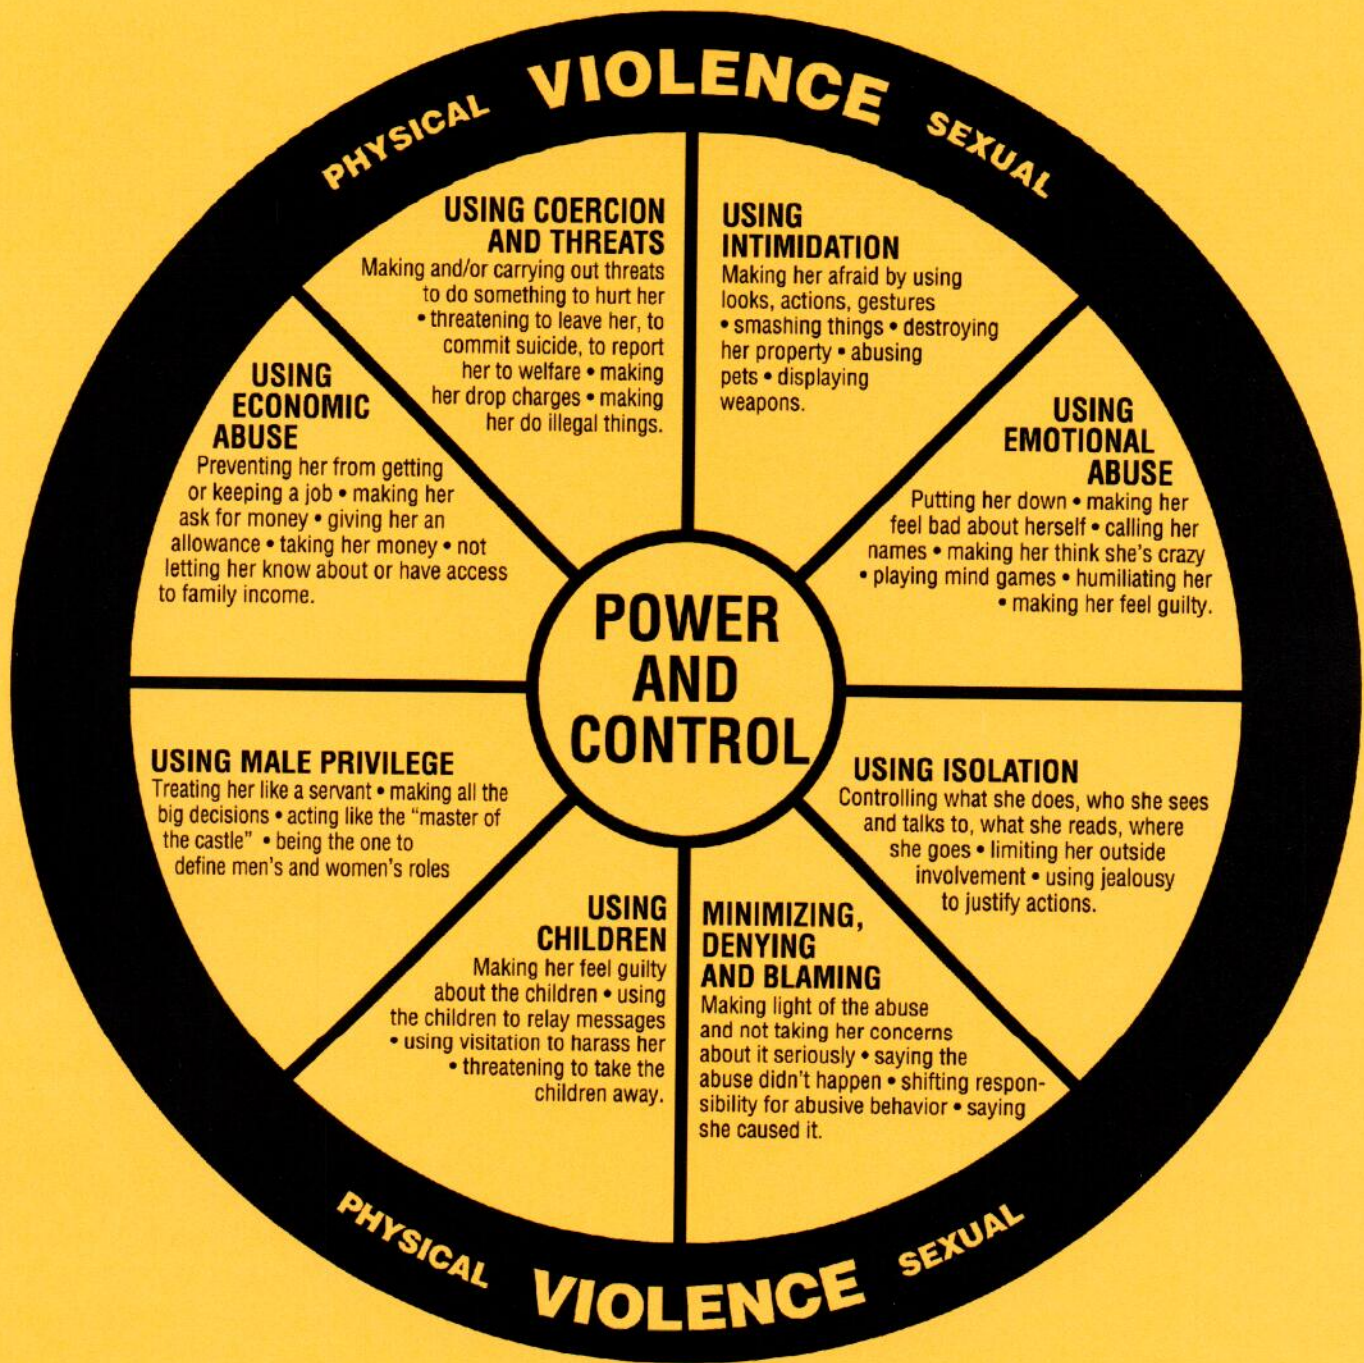 PHYSICAL VIOLENCE SEXUAL
USING COERCION
AND THREATS
Making and/or carrying out threats
to do something to hurt her
• threatening to leave her, to
commit suicide, to report
her to welfare • making
her drop charges • making
her do illegal things.
USING
INTIMIDATION
Making her afraid by using
looks, actions, gestures
• smashing things • destroying
her property • abusing
pets • displaying
weapons.
USING
EMOTIONAL
ABUSE
Putting her down • making her
feel bad about herself • calling her
names • making her think she's crazy
• playing mind games • humiliating her
• making her feel guilty.
USING ISOLATION
Controlling what she does, who she sees
and talks to, what she reads, where
she goes • limiting her outside
involvement • using jealousy
to justify actions.
MINIMIZING,
DENYING
AND BLAMING
Making light of the abuse
and not taking her concerns
about it seriously • saying the
abuse didn't happen • shifting respon-
sibility for abusive behavior • saying
she caused it.
USING
CHILDREN
Making her feel guilty
about the children • using
the children to relay messages
• using visitation to harass her
• threatening to take the
children away.
USING MALE PRIVILEGE
Treating her like a servant • making all the
big decisions • acting like the “master of
the castle” • being the one to
define men's and women's roles
USING
ECONOMIC
ABUSE
Preventing her from getting
or keeping a job • making her
ask for money • giving her an
allowance • taking her money • not
letting her know about or have access
to family income.
POWER
AND
CONTROL
PHYSICAL VIOLENCE SEXUAL